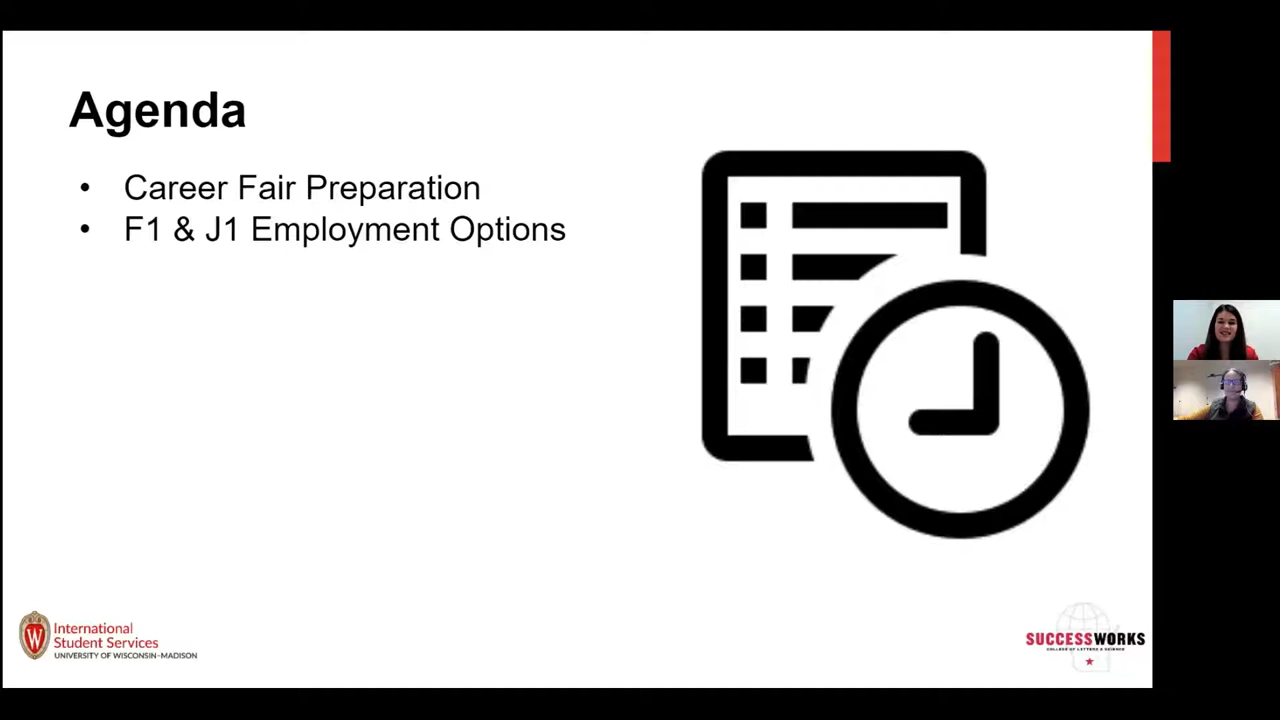 Agenda
• Career Fair Preparation
• F1 & J1 Employment Options
W
International
Student Services
UNIVERSITY OF WISCONSIN-MADISON
SUCCESSWORKS
COLLEGE OF LETTERS & SCIENCE